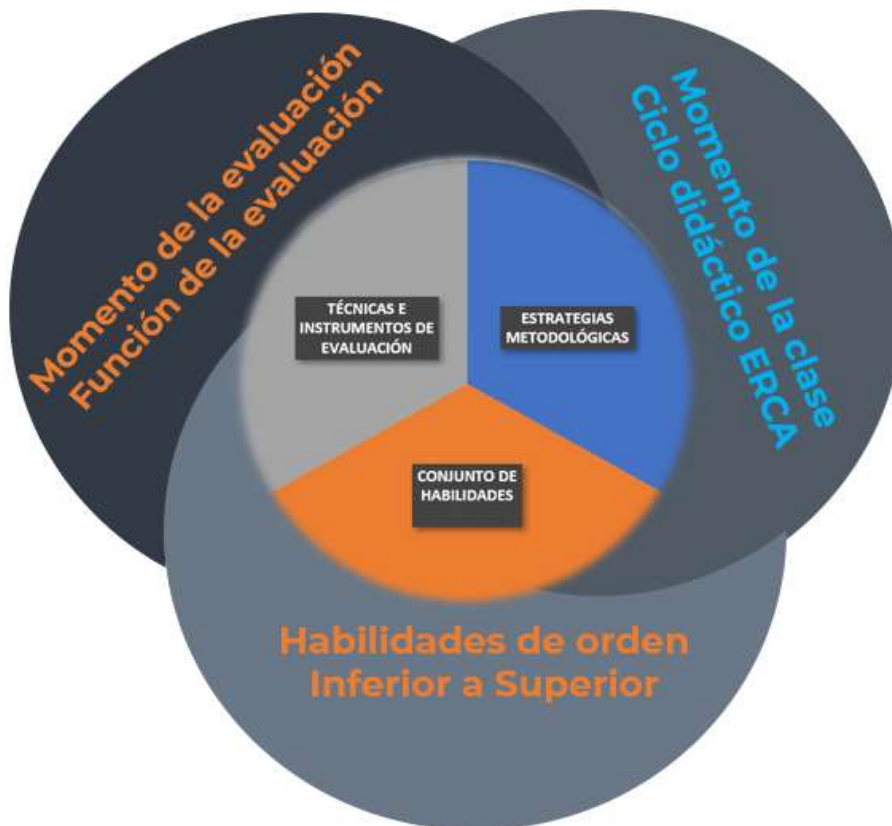 Momento de la evaluación
Función de la evaluación
Momento de la clase
Ciclo didáctico ERCA
TÉCNICAS E
INSTRUMENTOS DE
EVALUACIÓN
ESTRATEGIAS
METODOLÓGICAS
CONJUNTO DE
HABILIDADES
Habilidades de orden
Inferior a Superior